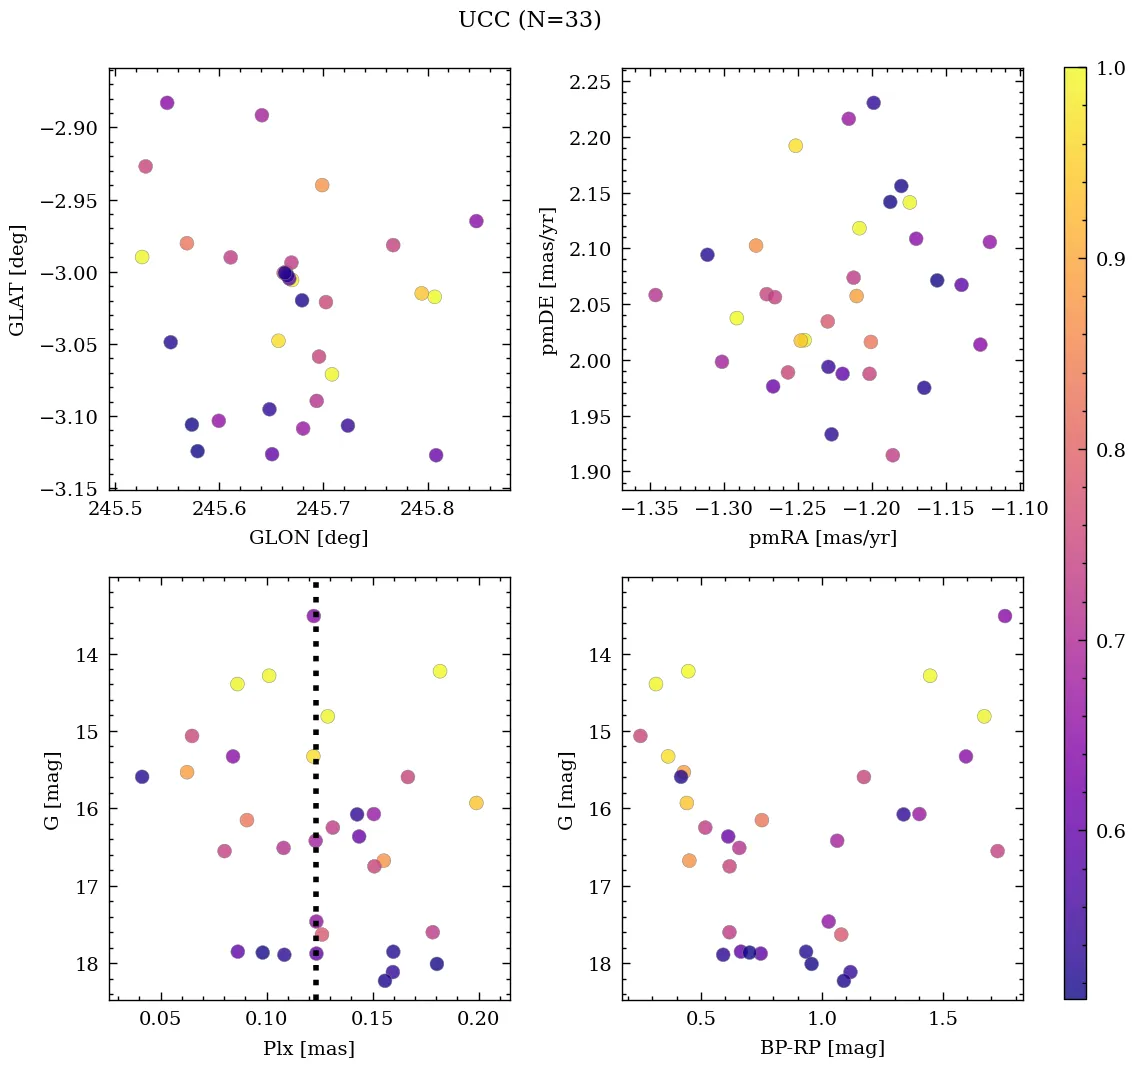 UCC (N=33)
−2.90
−2.95
−3.00
−3.05
−3.10
−3.15
GLAT [deg]
245.5 245.6 245.7 245.8
GLON [deg]
2.25
2.20
2.15
2.10
2.05
2.00
1.95
1.90
pmDE [mas/yr]
−1.35 −1.30 −1.25 −1.20 −1.15 −1.10
pmRA [mas/yr]
1.0
0.9
0.8
0.7
0.6
14
15
16
17
18
G [mag]
0.05 0.10 0.15 0.20
Plx [mas]
14
15
16
17
18
G [mag]
0.5 1.0 1.5
BP-RP [mag]